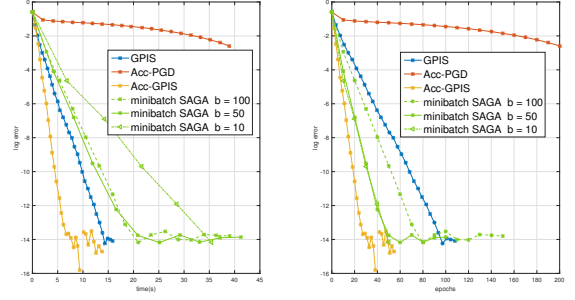 0
-2
-4
-6
-8
-10
-12
-14
-16
log error
0 5 10 15 20 25 30 35 40 45
time(s)
GPIS
Acc-PGD
Acc-GPIS
minibatch SAGA b = 100
minibatch SAGA b = 50
minibatch SAGA b = 10
0
-2
-4
-6
-8
-10
-12
-14
-16
log error
0 20 40 60 80 100 120 140 160 180 200
epochs
GPIS
Acc-PGD
Acc-GPIS
minibatch SAGA b = 100
minibatch SAGA b = 50
minibatch SAGA b = 10